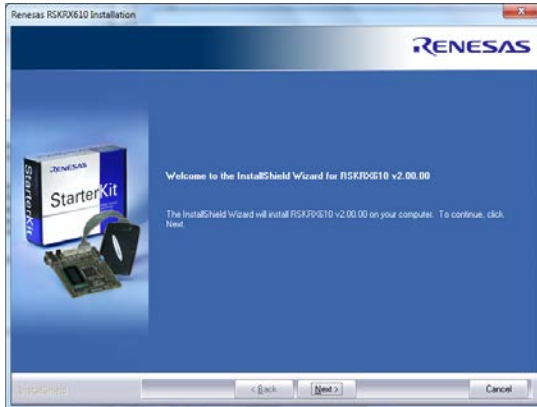 Renesas RSKRX610 Installation
RENESAS
RENESAS
StarterKit
StarterKit
Welcome to the InstallShield Wizard for RSKRX610 v2.00.00
The InstallShield Wizard will install RSKRX610 v2.00.00 on your computer. To continue, click
Next.
InstallShield
< Back
Next >
Cancel